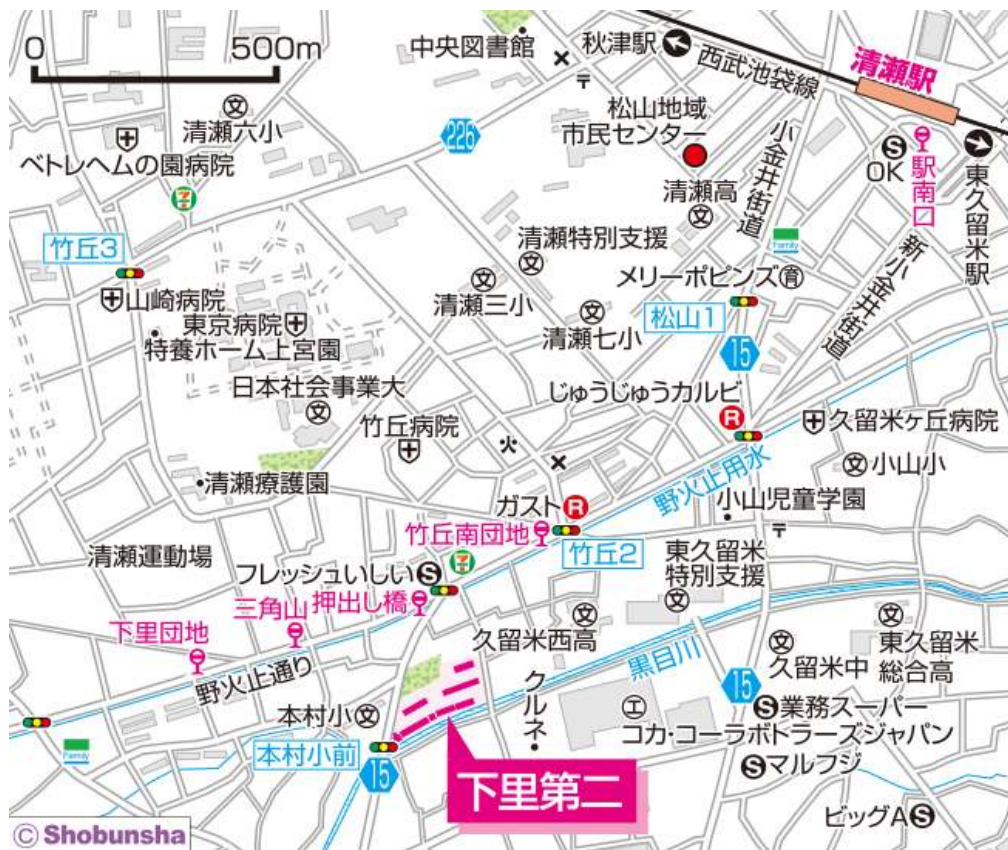 0 500m
中央図書館
秋津駅
西武池袋線
清瀬駅
清瀬六小
226
松山地域
市民センター
小金井街道
OK
駅南口
東久留米駅
ベトレヘムの園病院
清瀬高
清瀬特別支援
Family
新小金井街道
竹丘3
山崎病院
東京病院
特養ホーム上宮園
清瀬三小
メリーポピンズ
育
松山1
清瀬七小
15
日本社会事業大
竹丘病院
じゅうじゅうカルビ
R
久留米ヶ丘病院
小山小
清瀬療護園
野火止用水
小山児童学園
ガスト
R
竹丘南団地
竹丘2
清瀬運動場
フレッシュいしい
S
東久留米
特別支援
三角山
押出し橋
下里団地
久留米西高
黒目川
久留米中
東久留米
総合高
野火止通り
本村小
クルネ
15
業務スーパー
コカ・コーラボトラーズジャパン
本村小前
15
Family
マルフジ
下里第二
ビッグA
© Shobunsha